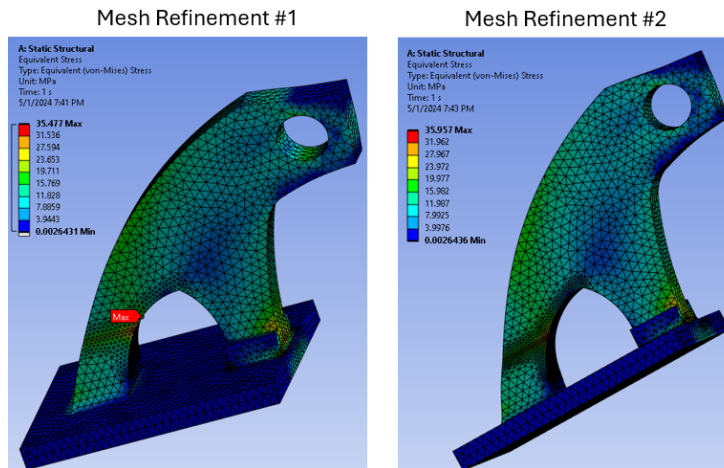 Mesh Refinement #1
A: Static Structural
Equivalent Stress
Type: Equivalent (von-Mises) Stress
Unit: MPa
Time: 1 s
5/1/2024 7:41 PM
35.477 Max
31.536
27.594
23.653
19.711
15.769
11.828
7.8859
3.9443
0.0026431 Min
Max
Mesh Refinement #2
A: Static Structural
Equivalent Stress
Type: Equivalent (von-Mises) Stress
Unit: MPa
Time: 1 s
5/1/2024 7:43 PM
35.957 Max
31.962
27.967
23.972
19.977
15.982
11.987
7.9925
3.9976
0.0026436 Min